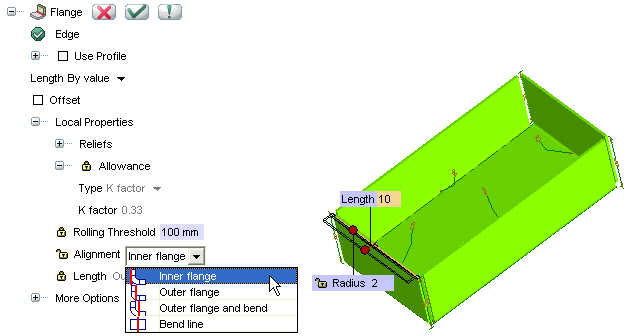 Flange
Edge
Use Profile
Length By value
Offset
Local Properties
Reliefs
Allowance
Type K factor
K factor 0.33
Rolling Threshold 100 mm
Alignment Inner flange
Length
Inner flange
Outer flange
Outer flange and bend
Bend line
More Options
Length 10
Radius 2